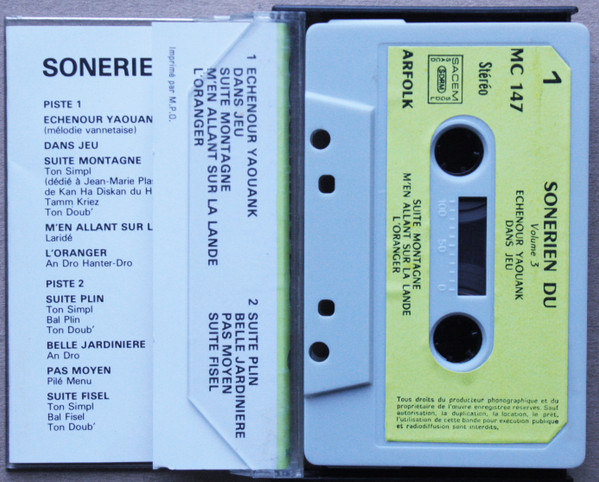 SONERIE
PISTE 1
ECHENOUR YAOUAN
(mélodie vannetaise)
DANS JEU
SUITE MONTAGNE
Ton Simpl
(dédié à Jean-Marie Pla
de Kan Ha Diskan du H
Tamm Kriez
Ton Doub'
M'EN ALLANT SUR L
Laridé
L'ORANGER
An Dro Hanter-Dro
PISTE 2
SUITE PLIN
Ton Simpl
Bal Plin
Ton Doub'
BELLE JARDINIERE
An Dro
PAS MOYEN
Pilé Menu
SUITE FISEL
Ton Simpl
Bal Fisel
Ton Doub'
Imprimé par M.P.O.
1 ECHENOUR YAOUANK
DANS JEU
SUITE MONTAGNE
M'EN ALLANT SUR LA LANDE
L'ORANGER
2 SUITE PLIN
BELLE JARDINIERE
PAS MOYEN
SUITE FISEL
1
MC 147
Stéréo
SACEM
SACD
SDRM
SGDL
ARFOLK
SONERIEN DU
Volume 3
ECHENOUR YAOUANK
DANS JEU
SUITE MONTAGNE
M'EN ALLANT SUR LA LANDE
L'ORANGER
100 50 0
Tous droits du producteur phonographique et du
propriétaire de l'œuvre enregistrée réservés. Sauf
autorisation, la duplication, la location, le prêt,
l'utilisation de cette bande pour exécution publique
et radiodiffusion sont interdits.